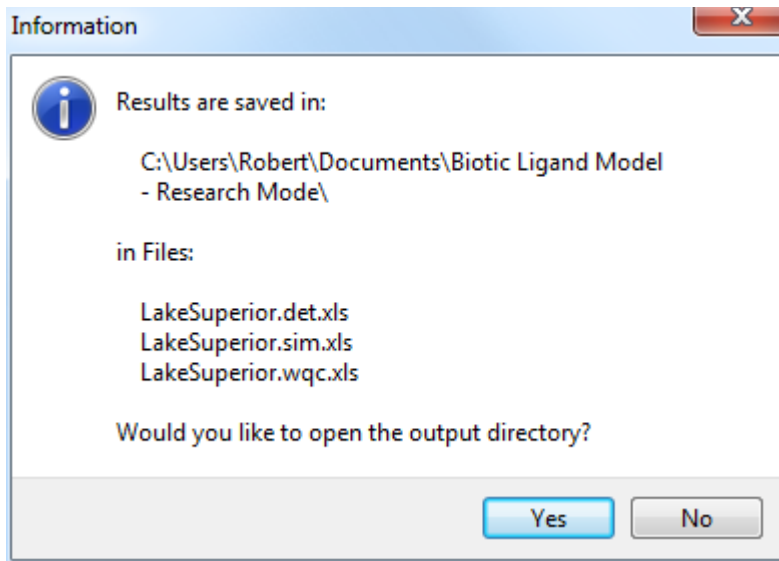 Information
Results are saved in:
C:\Users\Robert\Documents\Biotic Ligand Model
- Research Mode\
in Files:
LakeSuperior.det.xls
LakeSuperior.sim.xls
LakeSuperior.wqc.xls
Would you like to open the output directory?
Yes
No